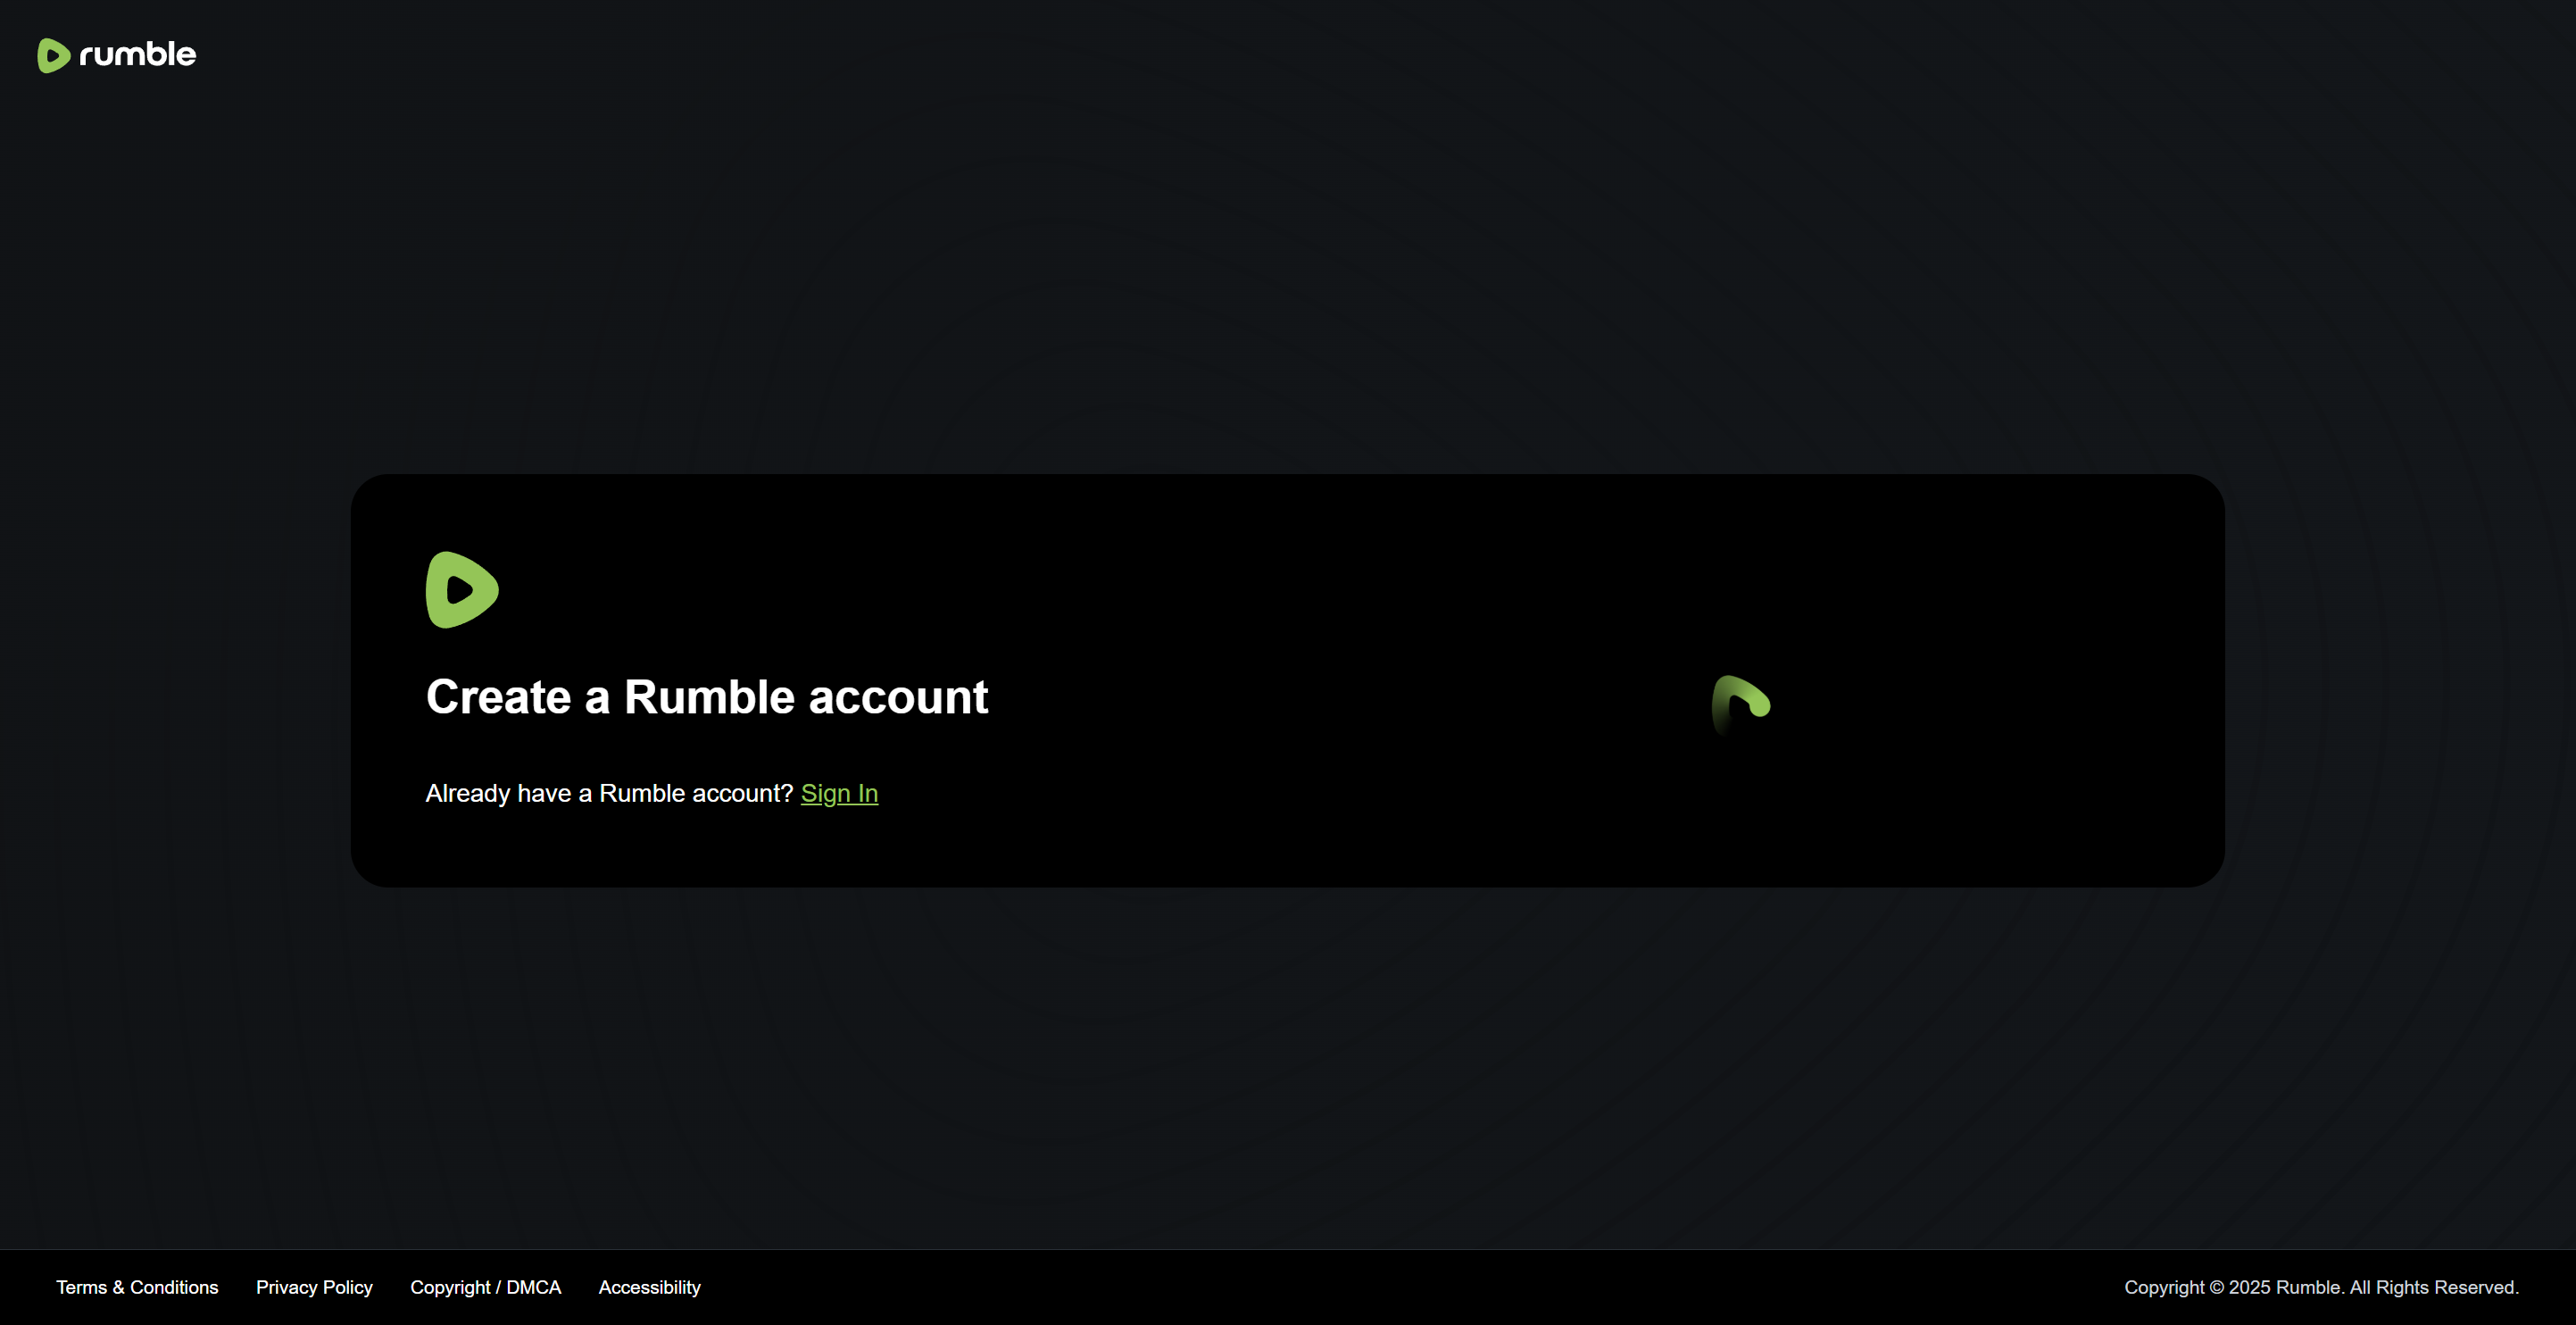 rumble
Create a Rumble account
Already have a Rumble account? Sign In
Terms & Conditions Privacy Policy Copyright / DMCA Accessibility Copyright © 2025 Rumble. All Rights Reserved.